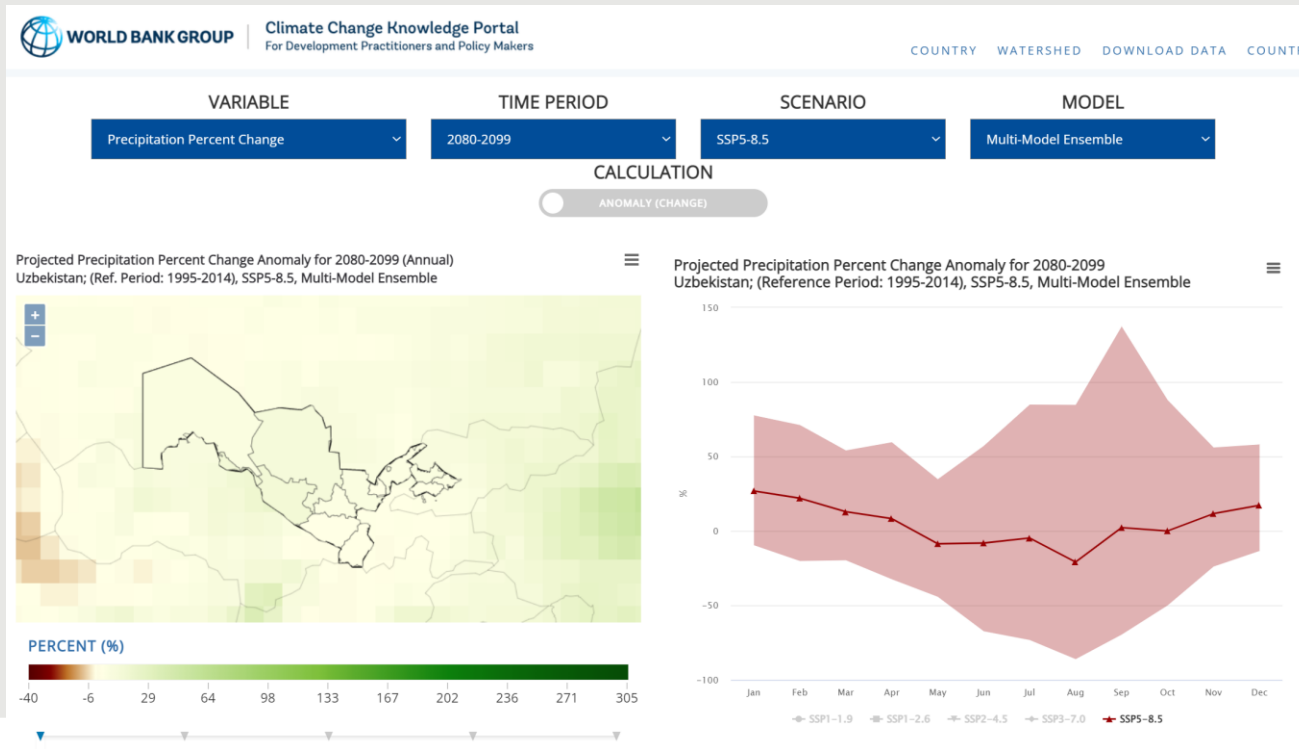 WORLD BANK GROUP
Climate Change Knowledge Portal
For Development Practitioners and Policy Makers
COUNTRY WATERSHED DOWNLOAD DATA COUNT
VARIABLE TIME PERIOD SCENARIO MODEL
Precipitation Percent Change 2080-2099 SSP5-8.5 Multi-Model Ensemble
CALCULATION
ANOMALY (CHANGE)
Projected Precipitation Percent Change Anomaly for 2080-2099 (Annual)
Uzbekistan; (Ref. Period: 1995-2014), SSP5-8.5, Multi-Model Ensemble
+
−
PERCENT (%)
-40 -6 29 64 98 133 167 202 236 271 305
Projected Precipitation Percent Change Anomaly for 2080-2099
Uzbekistan; (Reference Period: 1995-2014), SSP5-8.5, Multi-Model Ensemble
150
100
50
%
0
−50
−100
Jan Feb Mar Apr May Jun Jul Aug Sep Oct Nov Dec
SSP1-1.9 SSP1-2.6 SSP2-4.5 SSP3-7.0 SSP5-8.5